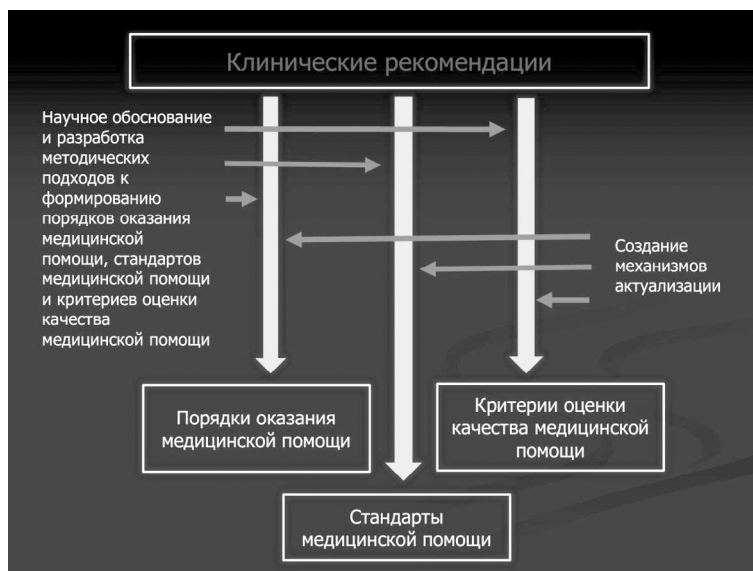 Клинические рекомендации
Научное обоснование
и разработка
методических
подходов к
формированию
порядков оказания
медицинской
помощи, стандартов
медицинской помощи
и критериев оценки
качества
медицинской помощи
Создание
механизмов
актуализации
Порядки оказания
медицинской помощи
Критерии оценки
качества медицинской
помощи
Стандарты
медицинской помощи